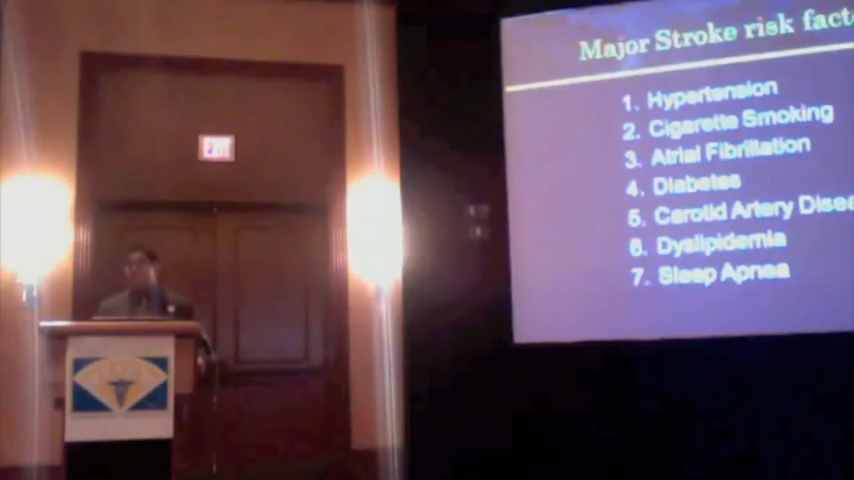 EXIT
Major Stroke risk fact
1. Hypertension
2. Cigarette Smoking
3. Atrial Fibrillation
4. Diabetes
5. Carotid Artery Disea
6. Dyslipidemia
7. Sleep Apnea